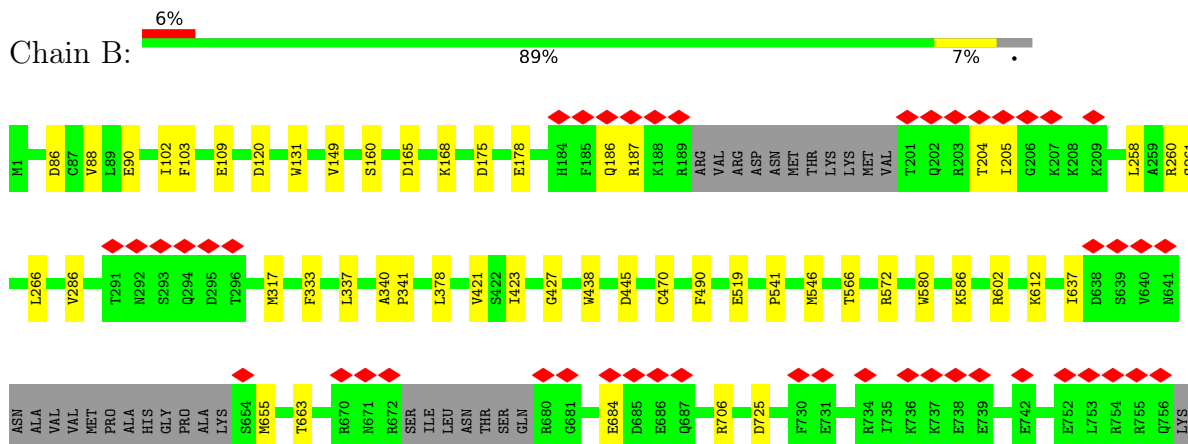 6%
Chain B:
89% 7% •
M1 D86 C87 V88 L89 E90 I102 F103 E109 D120 W131 V149 S160 D165 K168 D175 E178 H184 F185 Q186 R187 K188 R189 ARG VAL ARG ASP ASN MET THR LYS LYS MET VAL T201 Q202 R203 T204 I205 G206 K207 K208 K209 L258 A259 R260
L266 V286 T291 N292 S293 Q294 D295 T296 M317 F333 L337 A340 P341 L378 V421 S422 I423 G427 W438 D445 C470 F490 E519 P541 M546 T566 R572 W580 K586 R602 K612 I637 D638 S639 V640 N641
ASN ALA VAL VAL MET PRO ALA HIS GLY PRO ALA LYS S654 M655 T663 R670 N671 R672 SER ILE LEU ASN THR SER GLN R680 G681 E684 D685 E686 Q687 R706 D725 F730 E731 R734 I735 K736 K737 E738 E739 E742 E752 L753 R754 R755 Q756 LYS